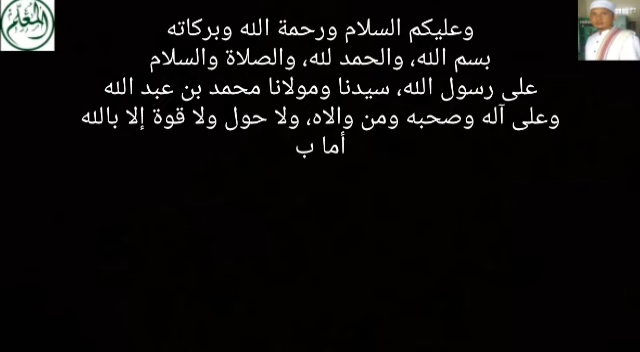 المعلم
وعليكم السلام ورحمة الله وبركاته
بسم الله، والحمد لله، والصلاة والسلام
على رسول الله، سيدنا ومولانا محمد بن عبد الله
وعلى آله وصحبه ومن والاه، ولا حول ولا قوة إلا بالله
أما ب